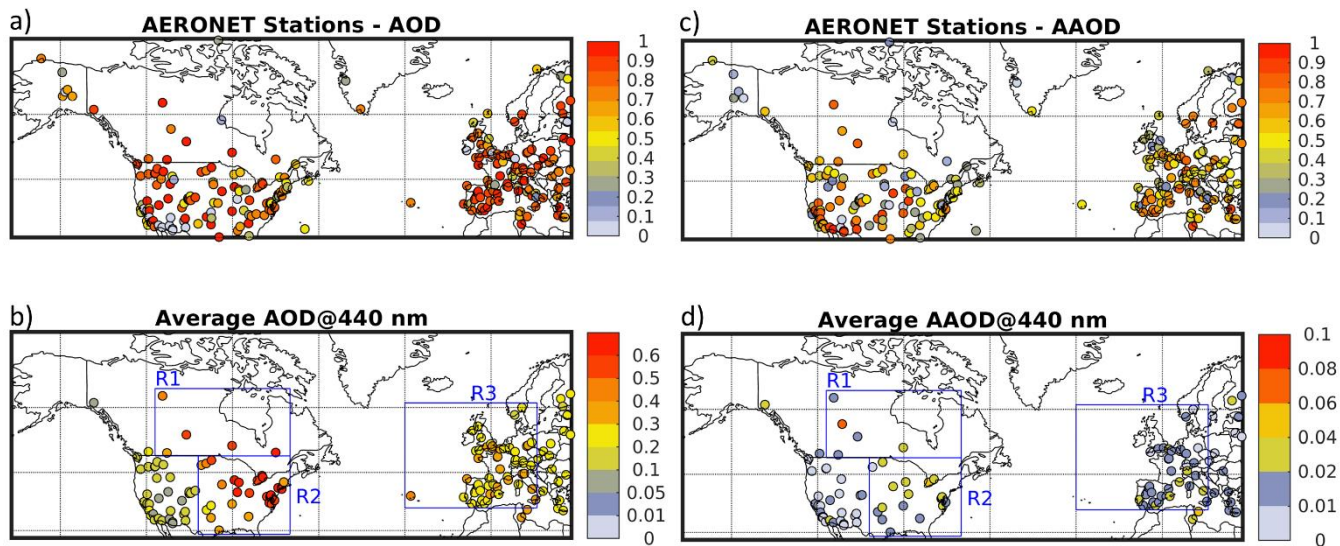 a)
AERONET Stations - AOD
1
0.9
0.8
0.7
0.6
0.5
0.4
0.3
0.2
0.1
0
c)
AERONET Stations - AAOD
1
0.9
0.8
0.7
0.6
0.5
0.4
0.3
0.2
0.1
0
b)
Average AOD@440 nm
R1
R3
R2
0.6
0.5
0.4
0.3
0.2
0.1
0.05
0.01
0
d)
Average AAOD@440 nm
R1
R3
R2
0.1
0.08
0.06
0.04
0.02
0.01
0